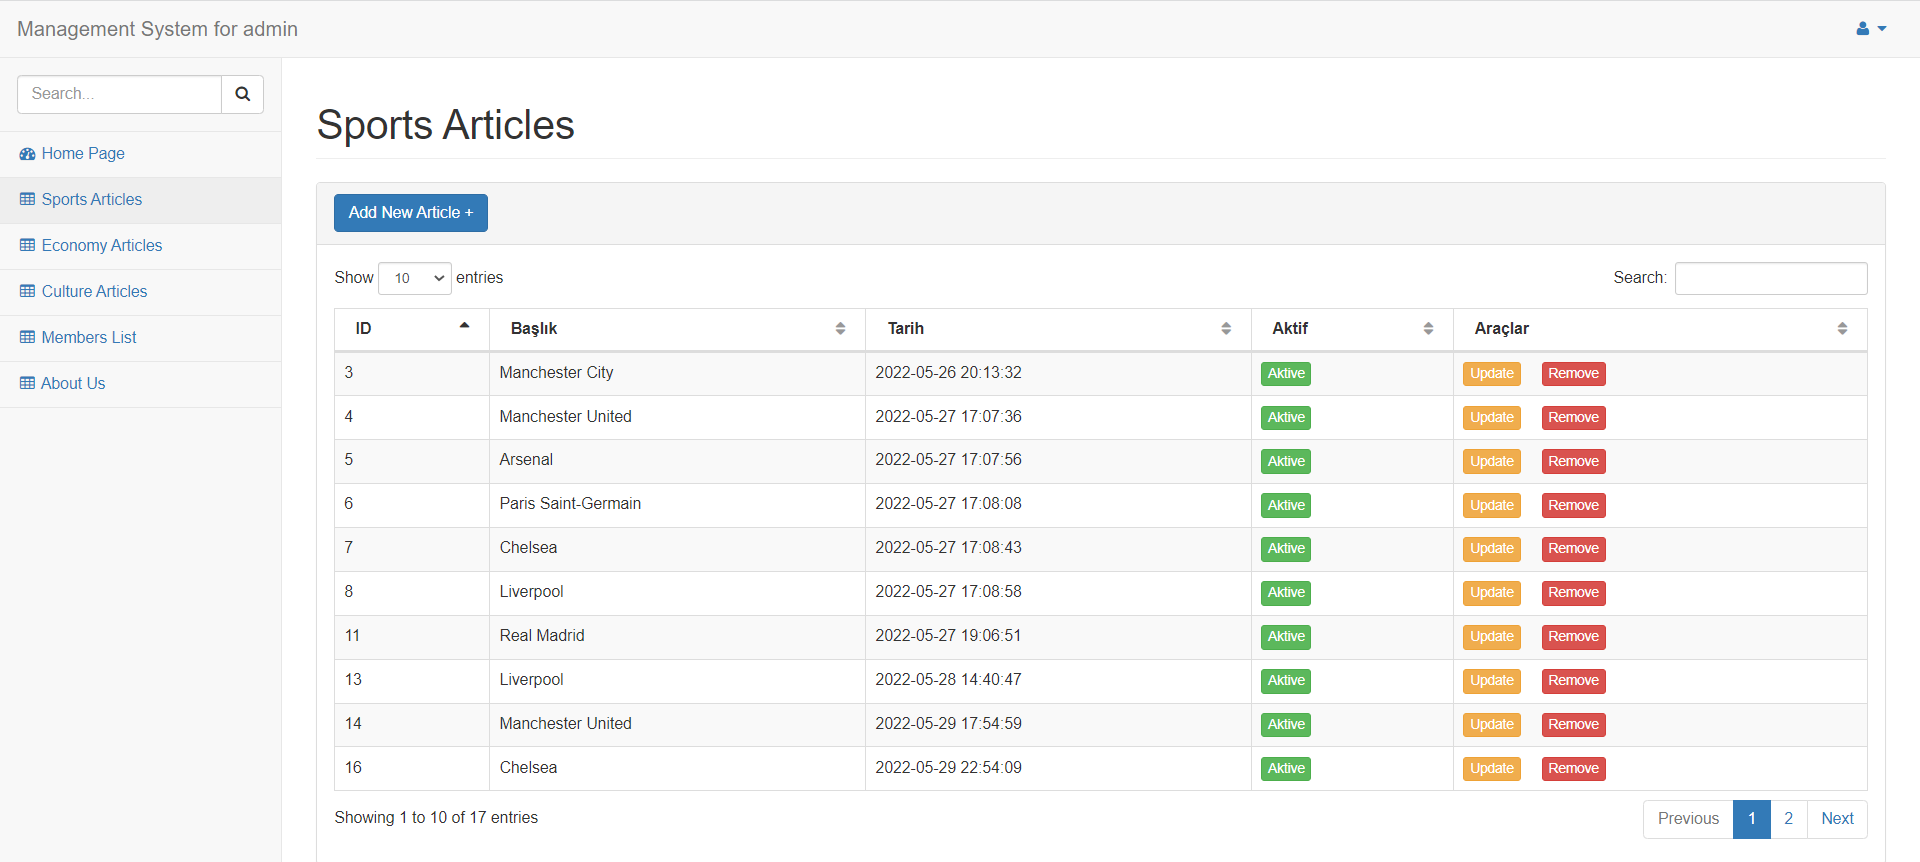 Management System for admin
Search...
Home Page
Sports Articles
Economy Articles
Culture Articles
Members List
About Us
Sports Articles
Add New Article +
Show 10 entries Search:
ID Başlık Tarih Aktif Araçlar
3 Manchester City 2022-05-26 20:13:32 Aktive Update Remove
4 Manchester United 2022-05-27 17:07:36 Aktive Update Remove
5 Arsenal 2022-05-27 17:07:56 Aktive Update Remove
6 Paris Saint-Germain 2022-05-27 17:08:08 Aktive Update Remove
7 Chelsea 2022-05-27 17:08:43 Aktive Update Remove
8 Liverpool 2022-05-27 17:08:58 Aktive Update Remove
11 Real Madrid 2022-05-27 19:06:51 Aktive Update Remove
13 Liverpool 2022-05-28 14:40:47 Aktive Update Remove
14 Manchester United 2022-05-29 17:54:59 Aktive Update Remove
16 Chelsea 2022-05-29 22:54:09 Aktive Update Remove
Showing 1 to 10 of 17 entries Previous 1 2 Next